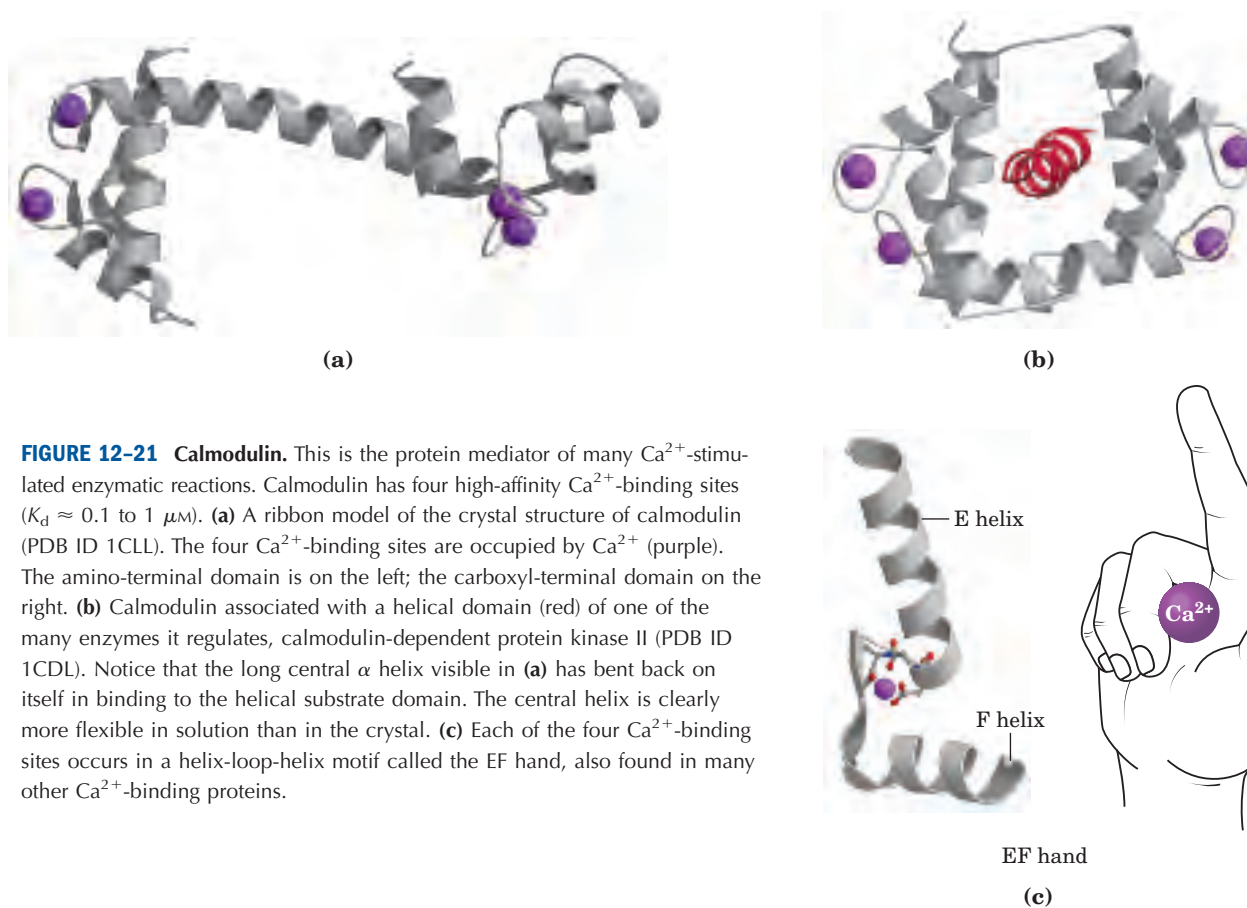 (a)
(b)
FIGURE 12–21 Calmodulin. This is the protein mediator of many Ca²⁺-stimu-
lated enzymatic reactions. Calmodulin has four high-affinity Ca²⁺-binding sites
(Kd ≈ 0.1 to 1 μM). (a) A ribbon model of the crystal structure of calmodulin
(PDB ID 1CLL). The four Ca²⁺-binding sites are occupied by Ca²⁺ (purple).
The amino-terminal domain is on the left; the carboxyl-terminal domain on the
right. (b) Calmodulin associated with a helical domain (red) of one of the
many enzymes it regulates, calmodulin-dependent protein kinase II (PDB ID
1CDL). Notice that the long central α helix visible in (a) has bent back on
itself in binding to the helical substrate domain. The central helix is clearly
more flexible in solution than in the crystal. (c) Each of the four Ca²⁺-binding
sites occurs in a helix-loop-helix motif called the EF hand, also found in many
other Ca²⁺-binding proteins.
E helix
Ca²⁺
F helix
EF hand
(c)